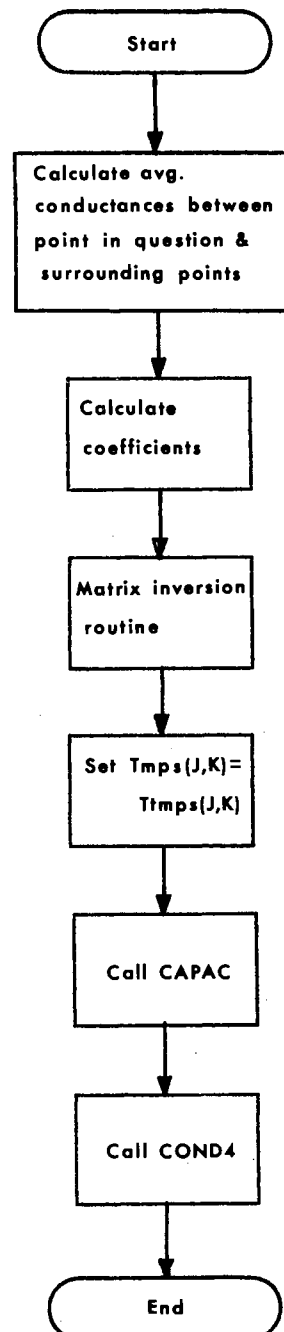 Start
Calculate avg.
conductances between
point in question &
surrounding points
Calculate
coefficients
Matrix inversion
routine
Set Tmps(J,K)=
Ttmps(J,K)
Call CAPAC
Call COND4
End